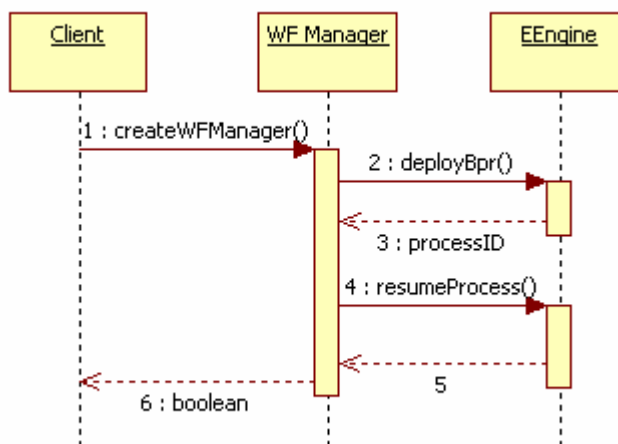 Client
WF Manager
EEngine
1 : createWFManager()
2 : deployBpr()
3 : processID
4 : resumeProcess()
5
6 : boolean